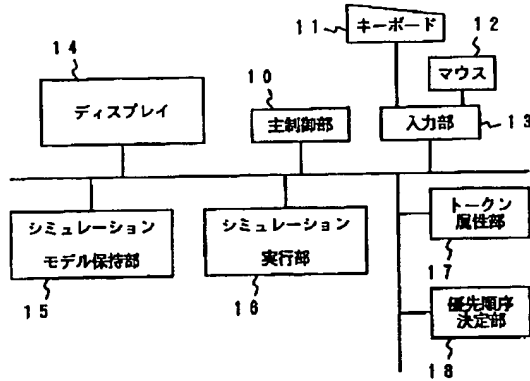 11
キーボード
12
マウス
14
ディスプレイ
10
主制御部
入力部
13
シミュレーション
モデル保持部
15
シミュレーション
実行部
16
トークン
属性部
17
優先順序
決定部
18